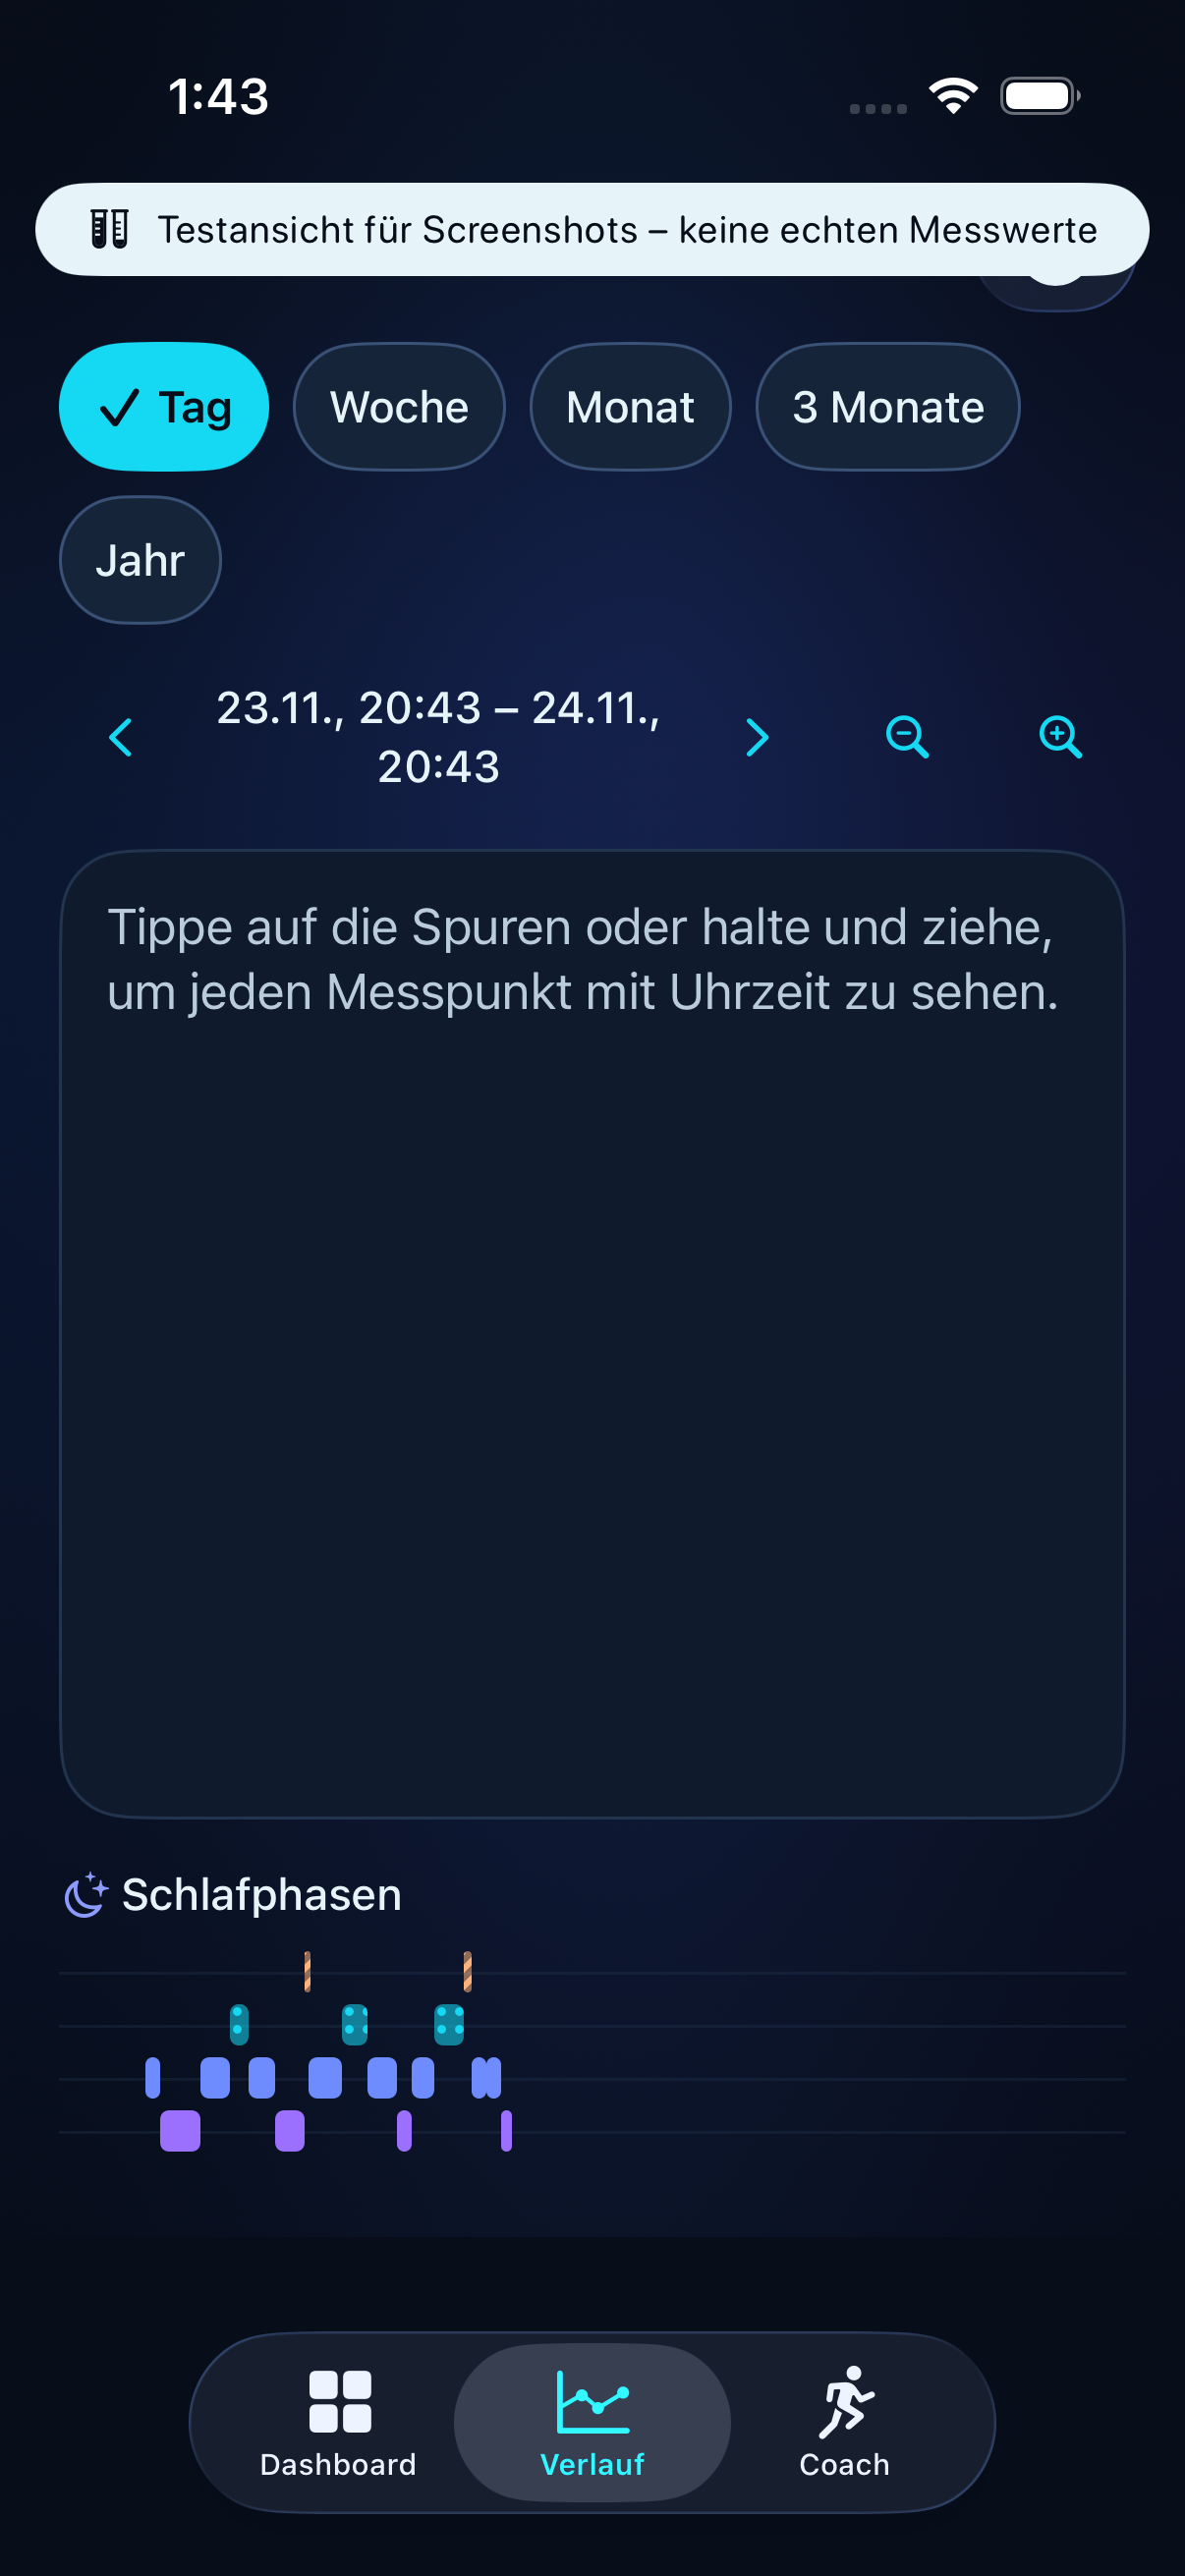 1:43
Testansicht für Screenshots – keine echten Messwerte
Tag
Woche
Monat
3 Monate
Jahr
23.11., 20:43 – 24.11.,
20:43
Tippe auf die Spuren oder halte und ziehe,
um jeden Messpunkt mit Uhrzeit zu sehen.
Schlafphasen
Dashboard
Verlauf
Coach